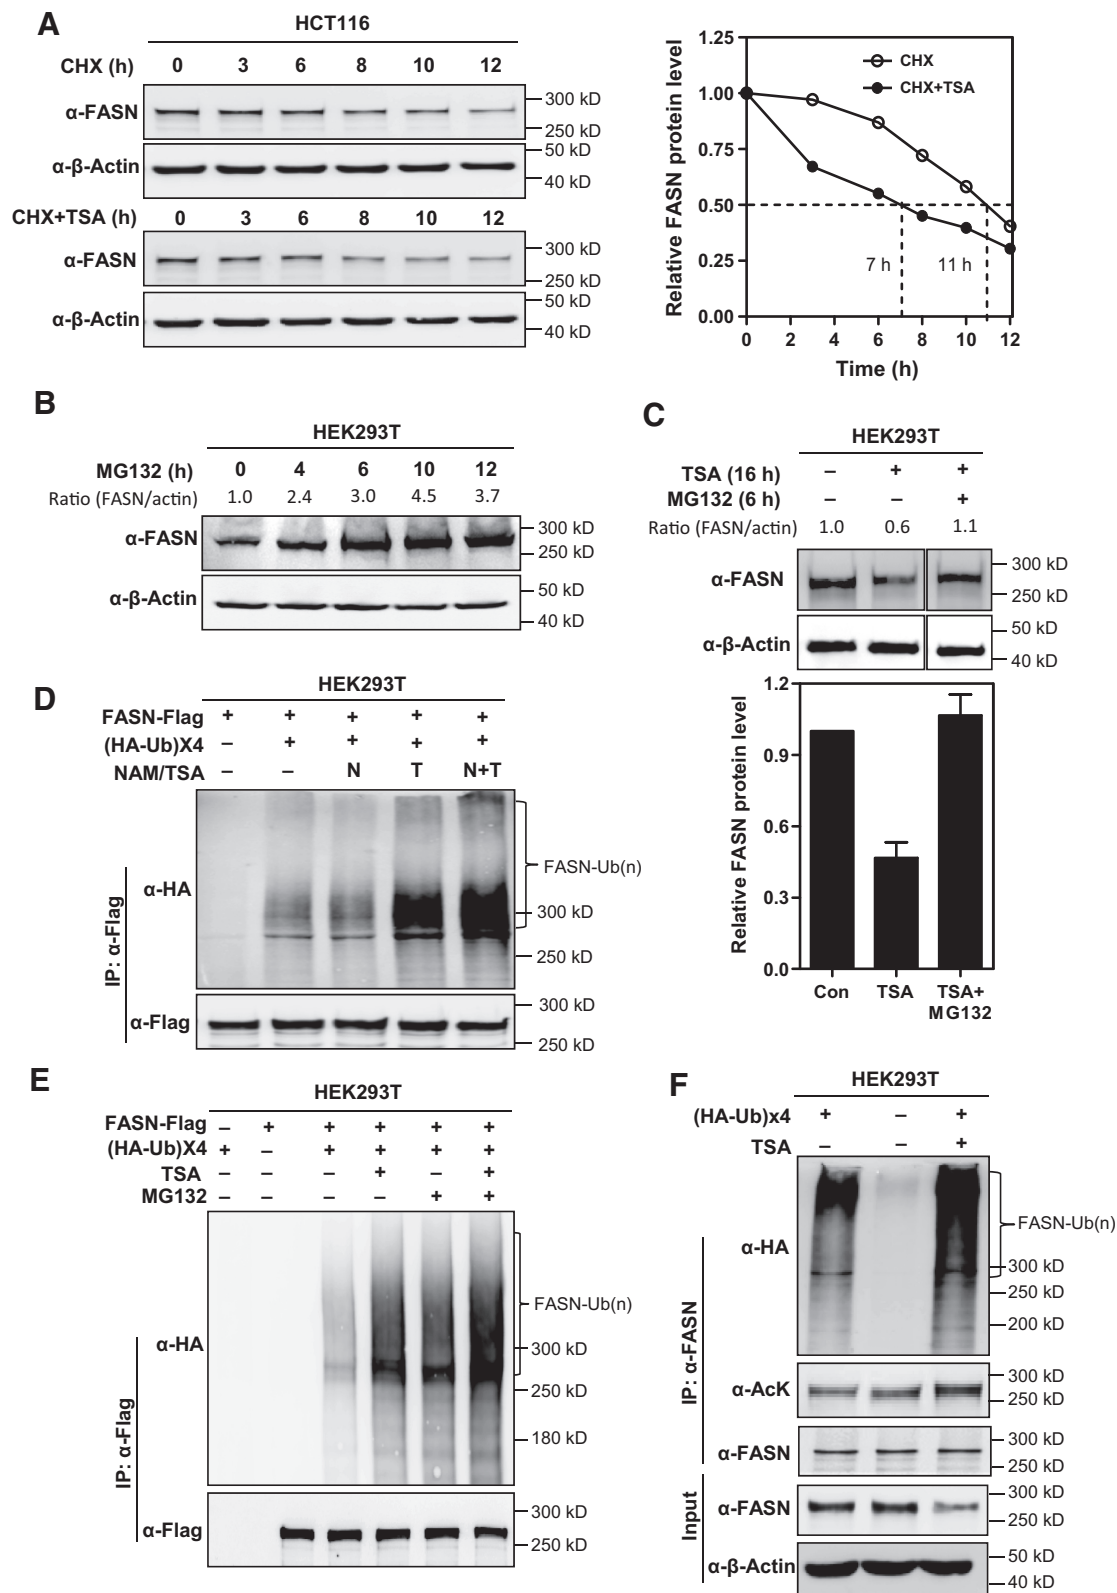 A
HCT116
CHX (h) 0 3 6 8 10 12
α-FASN
300 kD
250 kD
α-β-Actin
50 kD
40 kD
CHX+TSA (h) 0 3 6 8 10 12
α-FASN
300 kD
250 kD
α-β-Actin
50 kD
40 kD
Relative FASN protein level
1.25
1.00
0.75
0.50
0.25
0.00
CHX
CHX+TSA
7 h
11 h
0 2 4 6 8 10 12
Time (h)
B
HEK293T
MG132 (h) 0 4 6 10 12
Ratio (FASN/actin) 1.0 2.4 3.0 4.5 3.7
α-FASN
300 kD
250 kD
α-β-Actin
50 kD
40 kD
C
HEK293T
TSA (16 h) – + +
MG132 (6 h) – – +
Ratio (FASN/actin) 1.0 0.6 1.1
α-FASN
300 kD
250 kD
α-β-Actin
50 kD
40 kD
Relative FASN protein level
1.2
0.9
0.6
0.3
0.0
Con TSA TSA+
MG132
D
HEK293T
FASN-Flag + + + + +
(HA-Ub)X4 – + + + +
NAM/TSA – – N T N+T
IP: α-Flag
α-HA
FASN-Ub(n)
300 kD
250 kD
α-Flag
300 kD
250 kD
E
HEK293T
FASN-Flag – + + + + +
(HA-Ub)X4 + – + + + +
TSA – – – + – +
MG132 – – – – + +
IP: α-Flag
α-HA
FASN-Ub(n)
300 kD
250 kD
180 kD
α-Flag
300 kD
250 kD
F
HEK293T
(HA-Ub)x4 + – +
TSA – – +
IP: α-FASN
α-HA
FASN-Ub(n)
300 kD
250 kD
200 kD
α-AcK
300 kD
250 kD
α-FASN
300 kD
250 kD
Input
α-FASN
300 kD
250 kD
α-β-Actin
50 kD
40 kD